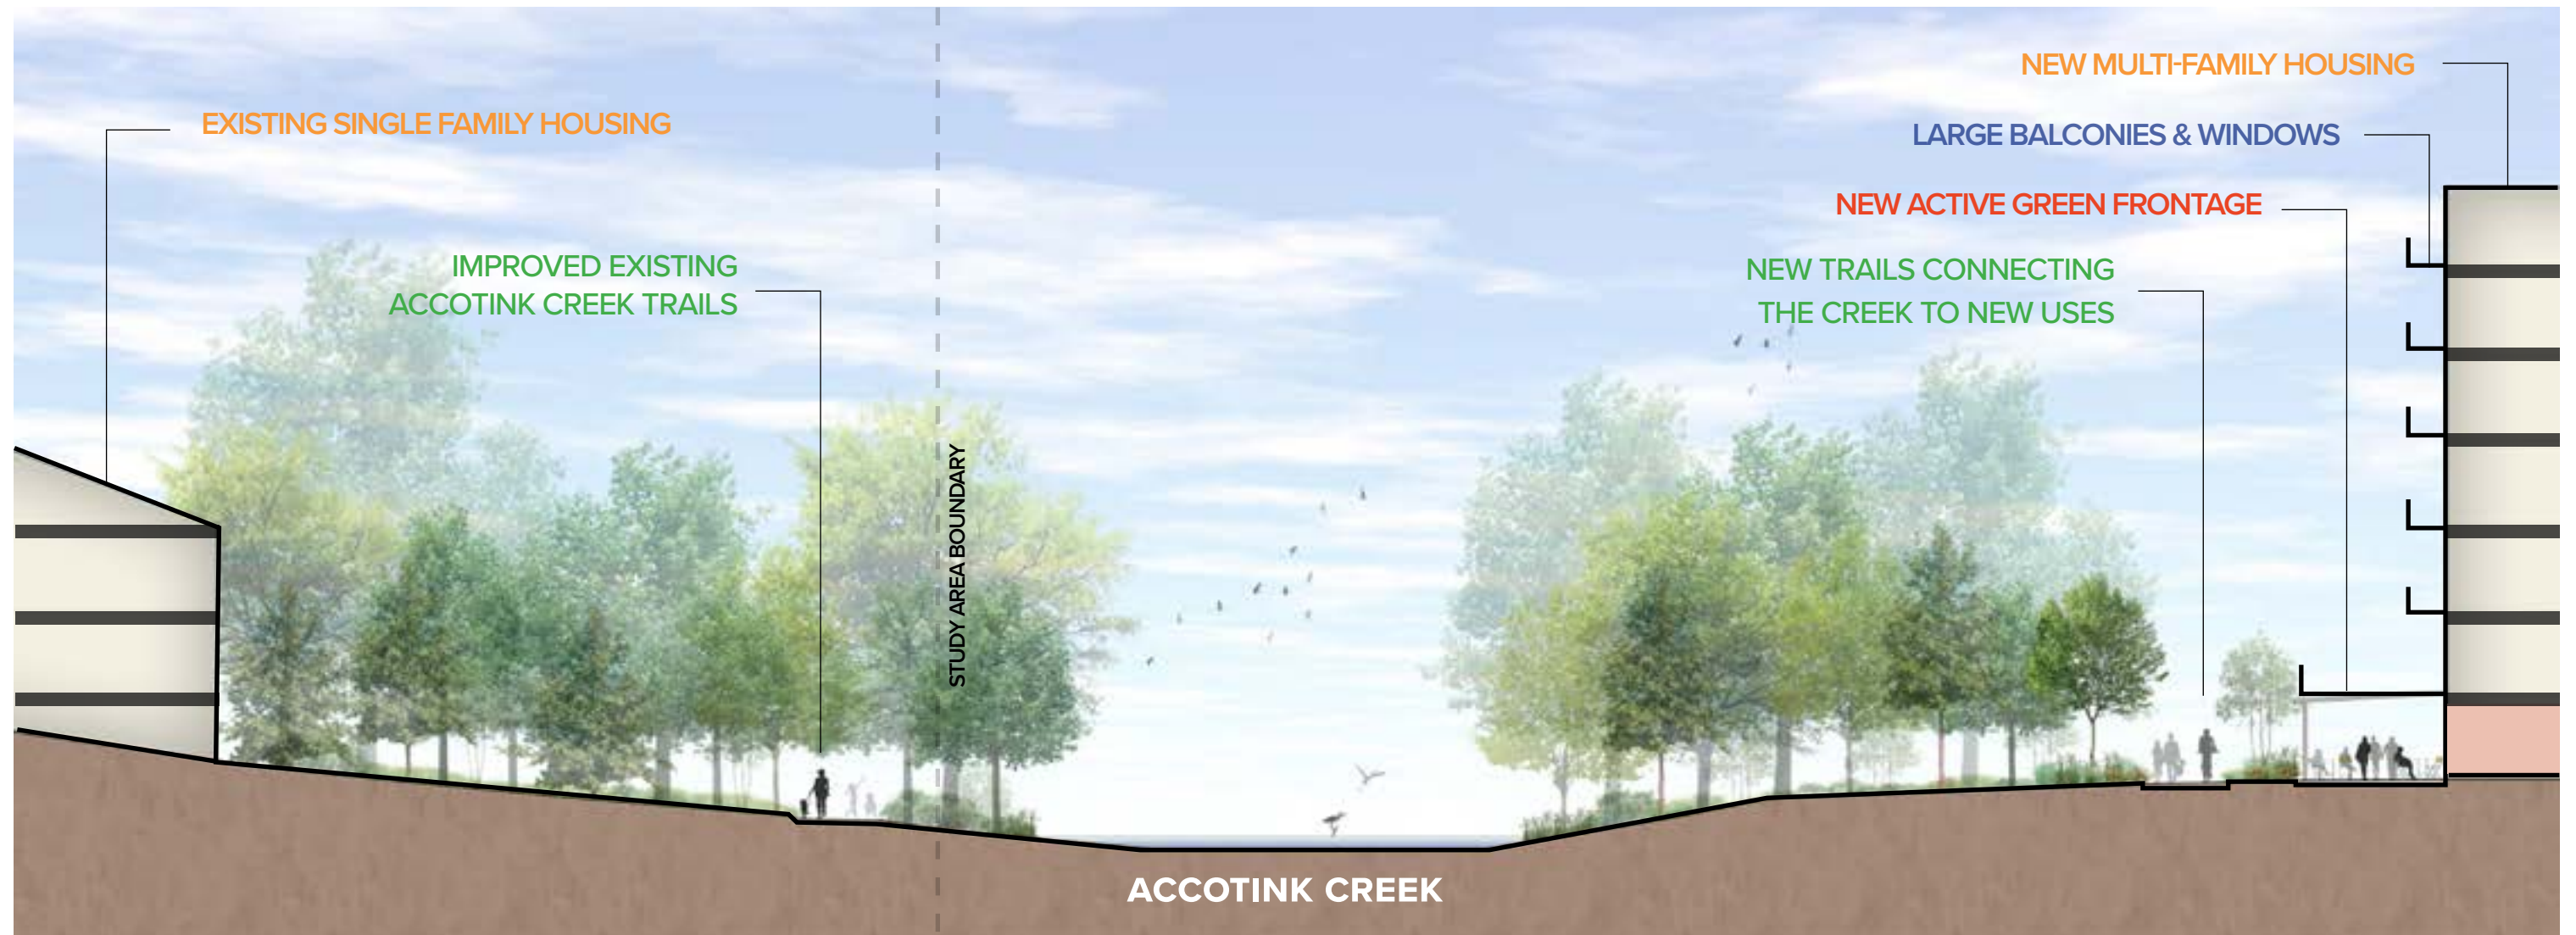 NEW MULTI-FAMILY HOUSING
EXISTING SINGLE FAMILY HOUSING
LARGE BALCONIES & WINDOWS
NEW ACTIVE GREEN FRONTAGE
IMPROVED EXISTING
ACCOTINK CREEK TRAILS
NEW TRAILS CONNECTING
THE CREEK TO NEW USES
STUDY AREA BOUNDARY
ACCOTINK CREEK